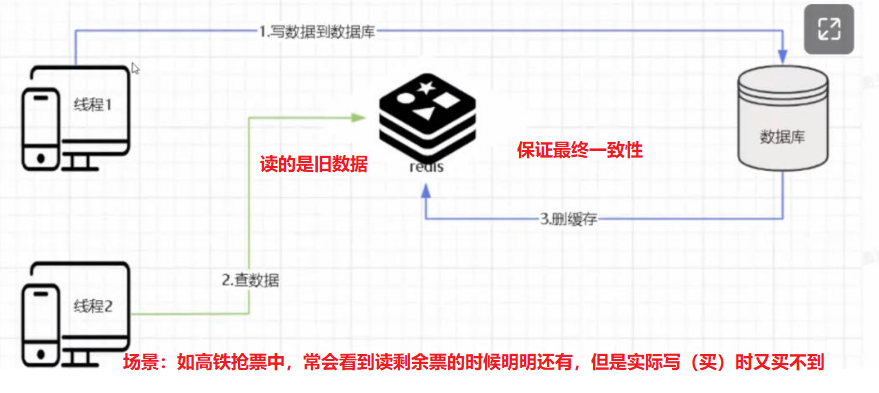 1.写数据到数据库
线程1
数据库
redis
读的是旧数据
保证最终一致性
3.删缓存
2.查数据
线程2
场景：如高铁抢票中，常会看到读剩余票的时候明明还有，但是实际写（买）时又买不到